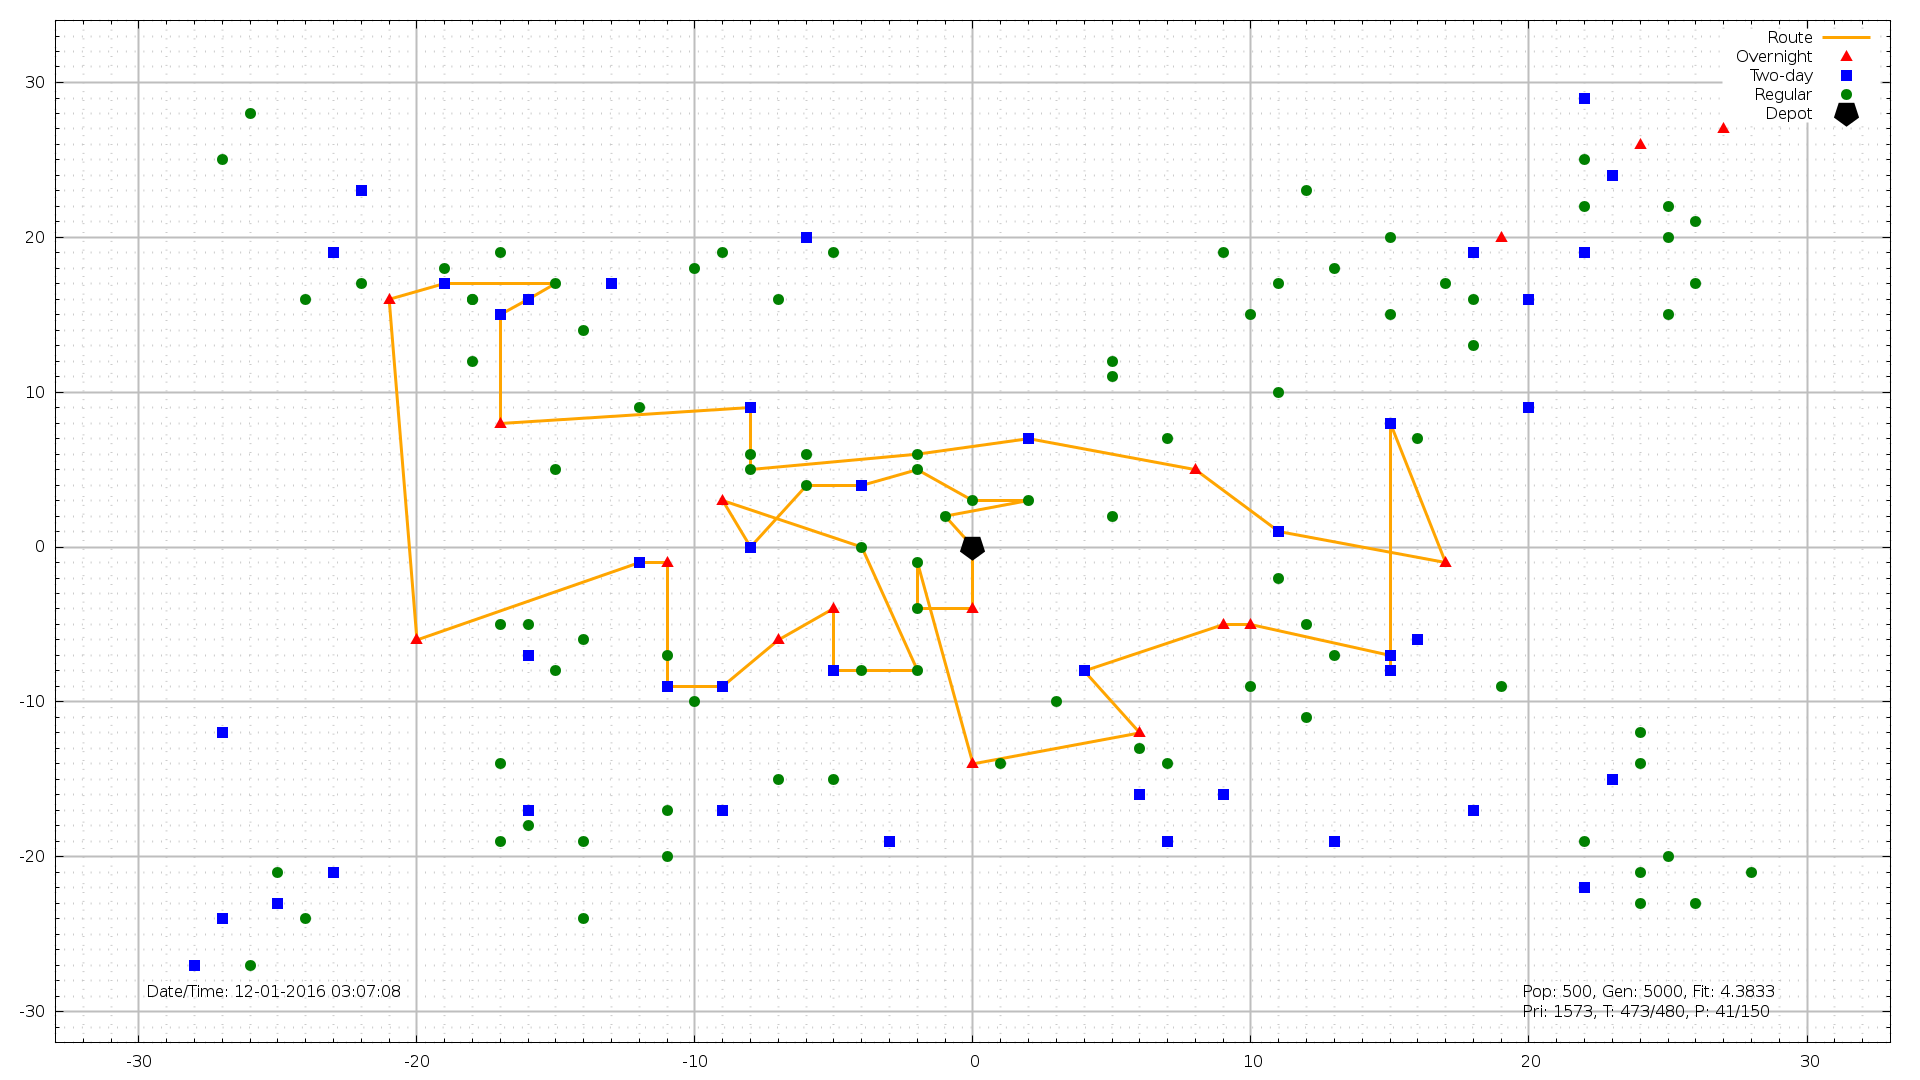 Route
Overnight
Two-day
Regular
Depot
30
20
10
0
-10
-20
-30
Date/Time: 12-01-2016 03:07:08
Pop: 500, Gen: 5000, Fit: 4.3833
Pri: 1573, T: 473/480, P: 41/150
-30 -20 -10 0 10 20 30